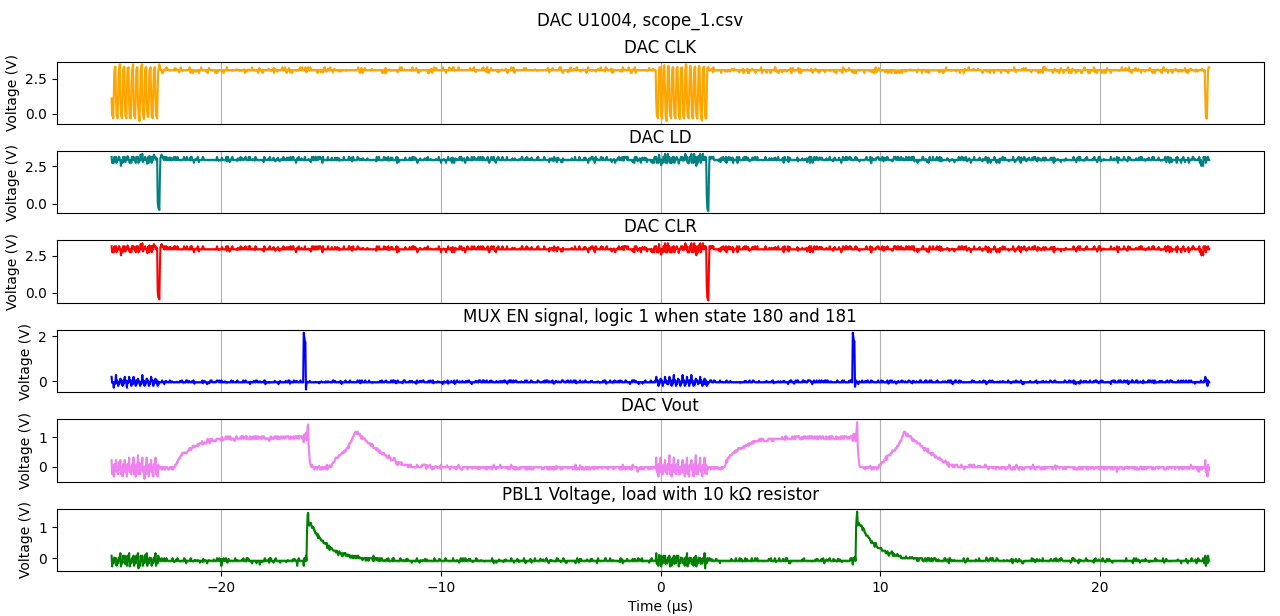 DAC U1004, scope_1.csv
DAC CLK
Voltage (V)
2.5
0.0
DAC LD
Voltage (V)
2.5
0.0
DAC CLR
Voltage (V)
2.5
0.0
MUX EN signal, logic 1 when state 180 and 181
Voltage (V)
2
0
DAC Vout
Voltage (V)
1
0
PBL1 Voltage, load with 10 kΩ resistor
Voltage (V)
1
0
−20 −10 0 10 20
Time (μs)